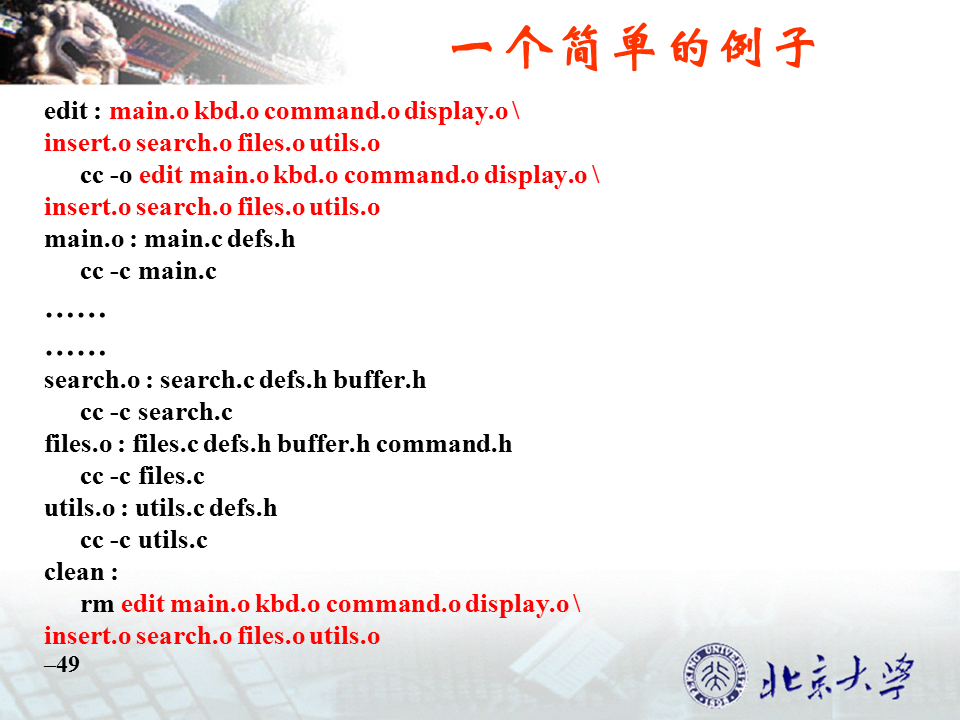 一个简单的例子
edit : main.o kbd.o command.o display.o \
insert.o search.o files.o utils.o
cc -o edit main.o kbd.o command.o display.o \
insert.o search.o files.o utils.o
main.o : main.c defs.h
cc -c main.c
……
……
search.o : search.c defs.h buffer.h
cc -c search.c
files.o : files.c defs.h buffer.h command.h
cc -c files.c
utils.o : utils.c defs.h
cc -c utils.c
clean :
rm edit main.o kbd.o command.o display.o \
insert.o search.o files.o utils.o
–49
PEKING UNIVERSITY
1898
北京大学